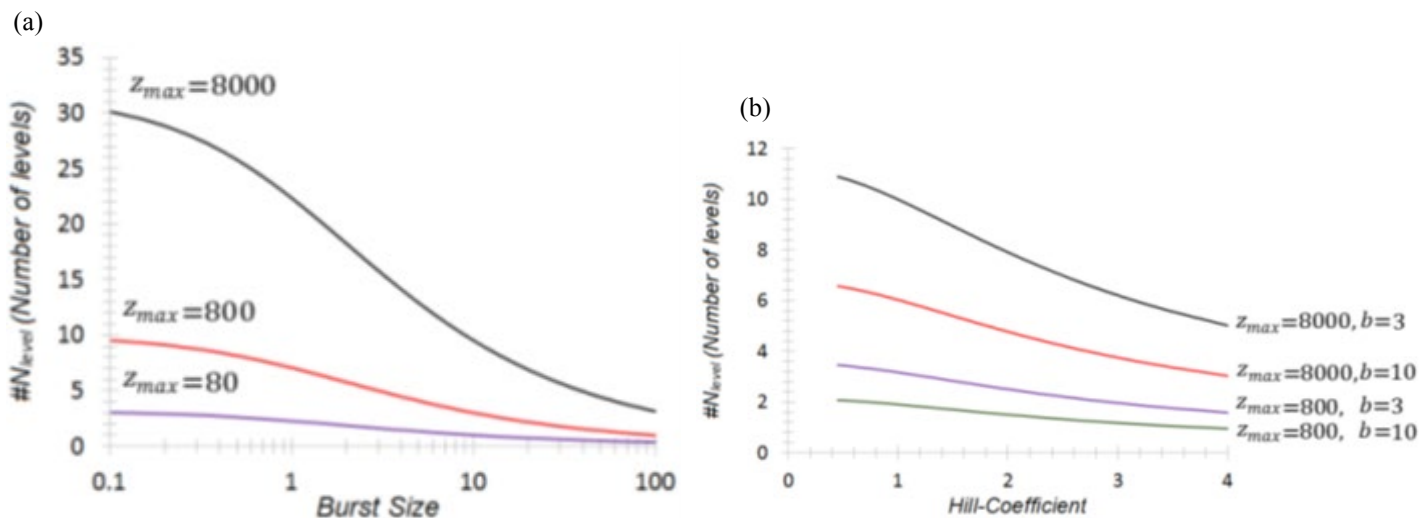 (a)
35
30
25
20
15
10
5
0
#N_level (Number of levels)
z_max=8000
z_max=800
z_max=80
0.1 1 10 100
Burst Size
(b)
12
10
8
6
4
2
0
#N_level (Number of levels)
z_max=8000, b=3
z_max=8000,b=10
z_max=800, b=3
z_max=800, b=10
0 1 2 3 4
Hill-Coefficient